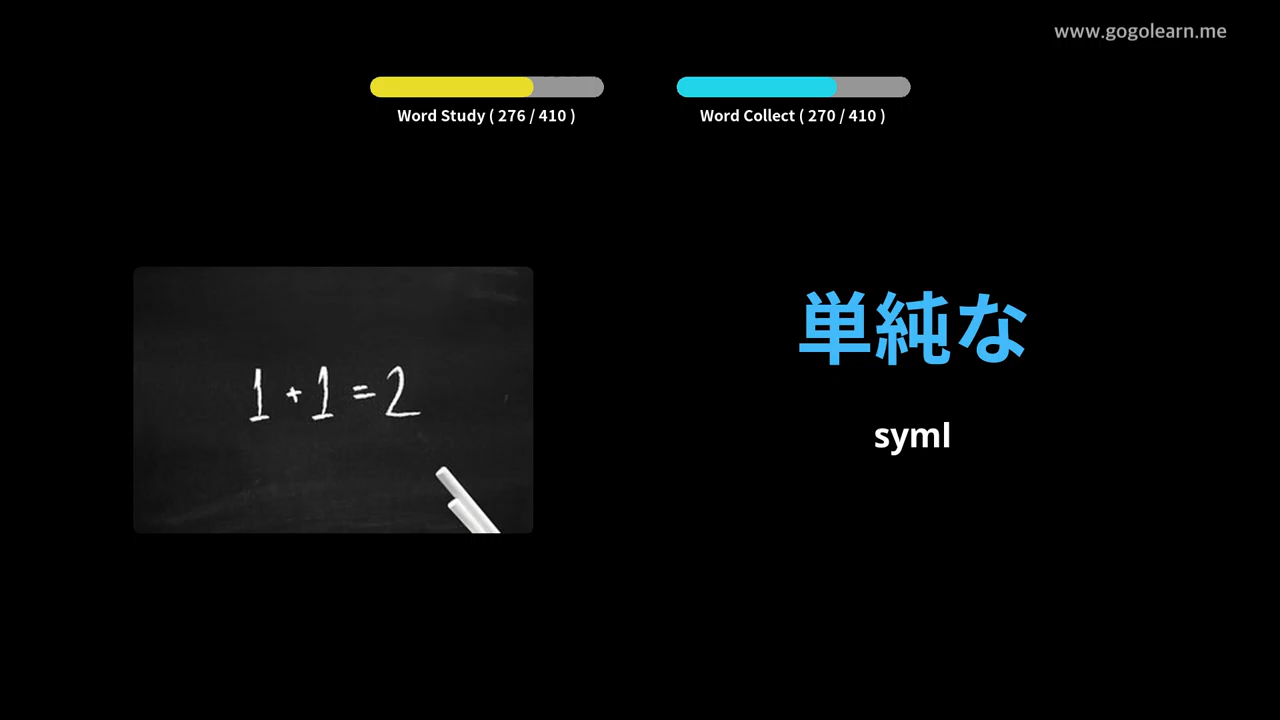 www.gogolearn.me
Word Study ( 276 / 410 )
Word Collect ( 270 / 410 )
1 + 1 = 2
単純な
syml